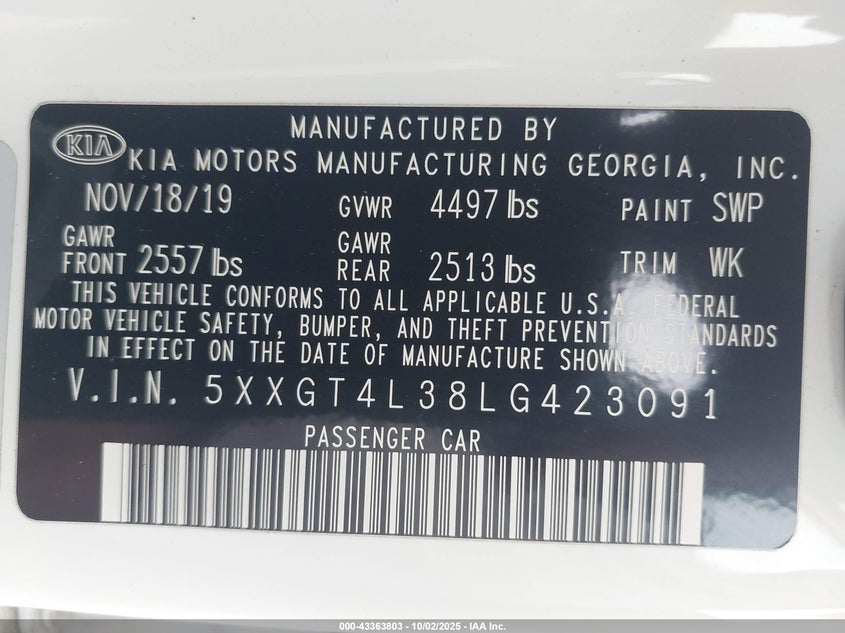 MANUFACTURED BY
KIA
KIA MOTORS MANUFACTURING GEORGIA, INC.
NOV/18/19 GVWR 4497 lbs PAINT SWP
GAWR FRONT 2557 lbs GAWR REAR 2513 lbs TRIM WK
THIS VEHICLE CONFORMS TO ALL APPLICABLE U.S.A. FEDERAL
MOTOR VEHICLE SAFETY, BUMPER, AND THEFT PREVENTION STANDARDS
IN EFFECT ON THE DATE OF MANUFACTURE SHOWN ABOVE.
V.I.N. 5XXGT4L38LG423091
PASSENGER CAR
000-43363803 - 10/02/2025 - IAA Inc.